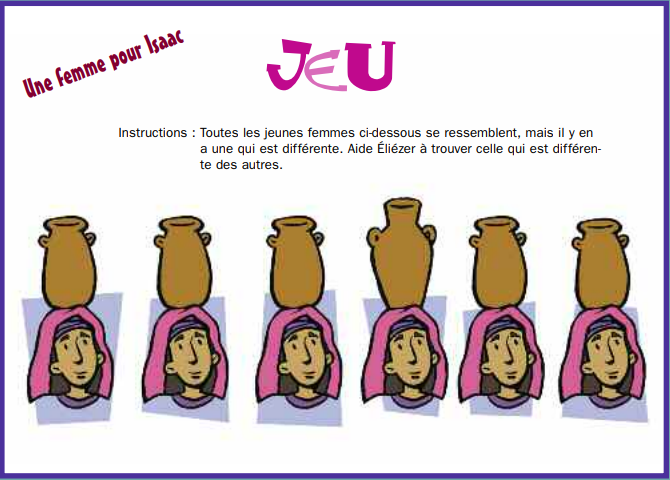 Une femme pour Isaac
JEU
Instructions : Toutes les jeunes femmes ci-dessous se ressemblent, mais il y en
a une qui est différente. Aide Éliézer à trouver celle qui est différen-
te des autres.